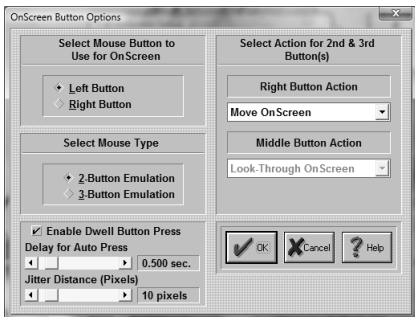 OnScreen Button Options
Select Mouse Button to
Use for OnScreen
Left Button
Right Button
Select Mouse Type
2-Button Emulation
3-Button Emulation
Enable Dwell Button Press
Delay for Auto Press
0.500 sec.
Jitter Distance (Pixels)
10 pixels
Select Action for 2nd & 3rd
Button(s)
Right Button Action
Move OnScreen
Middle Button Action
Look-Through OnScreen
OK
Cancel
Help